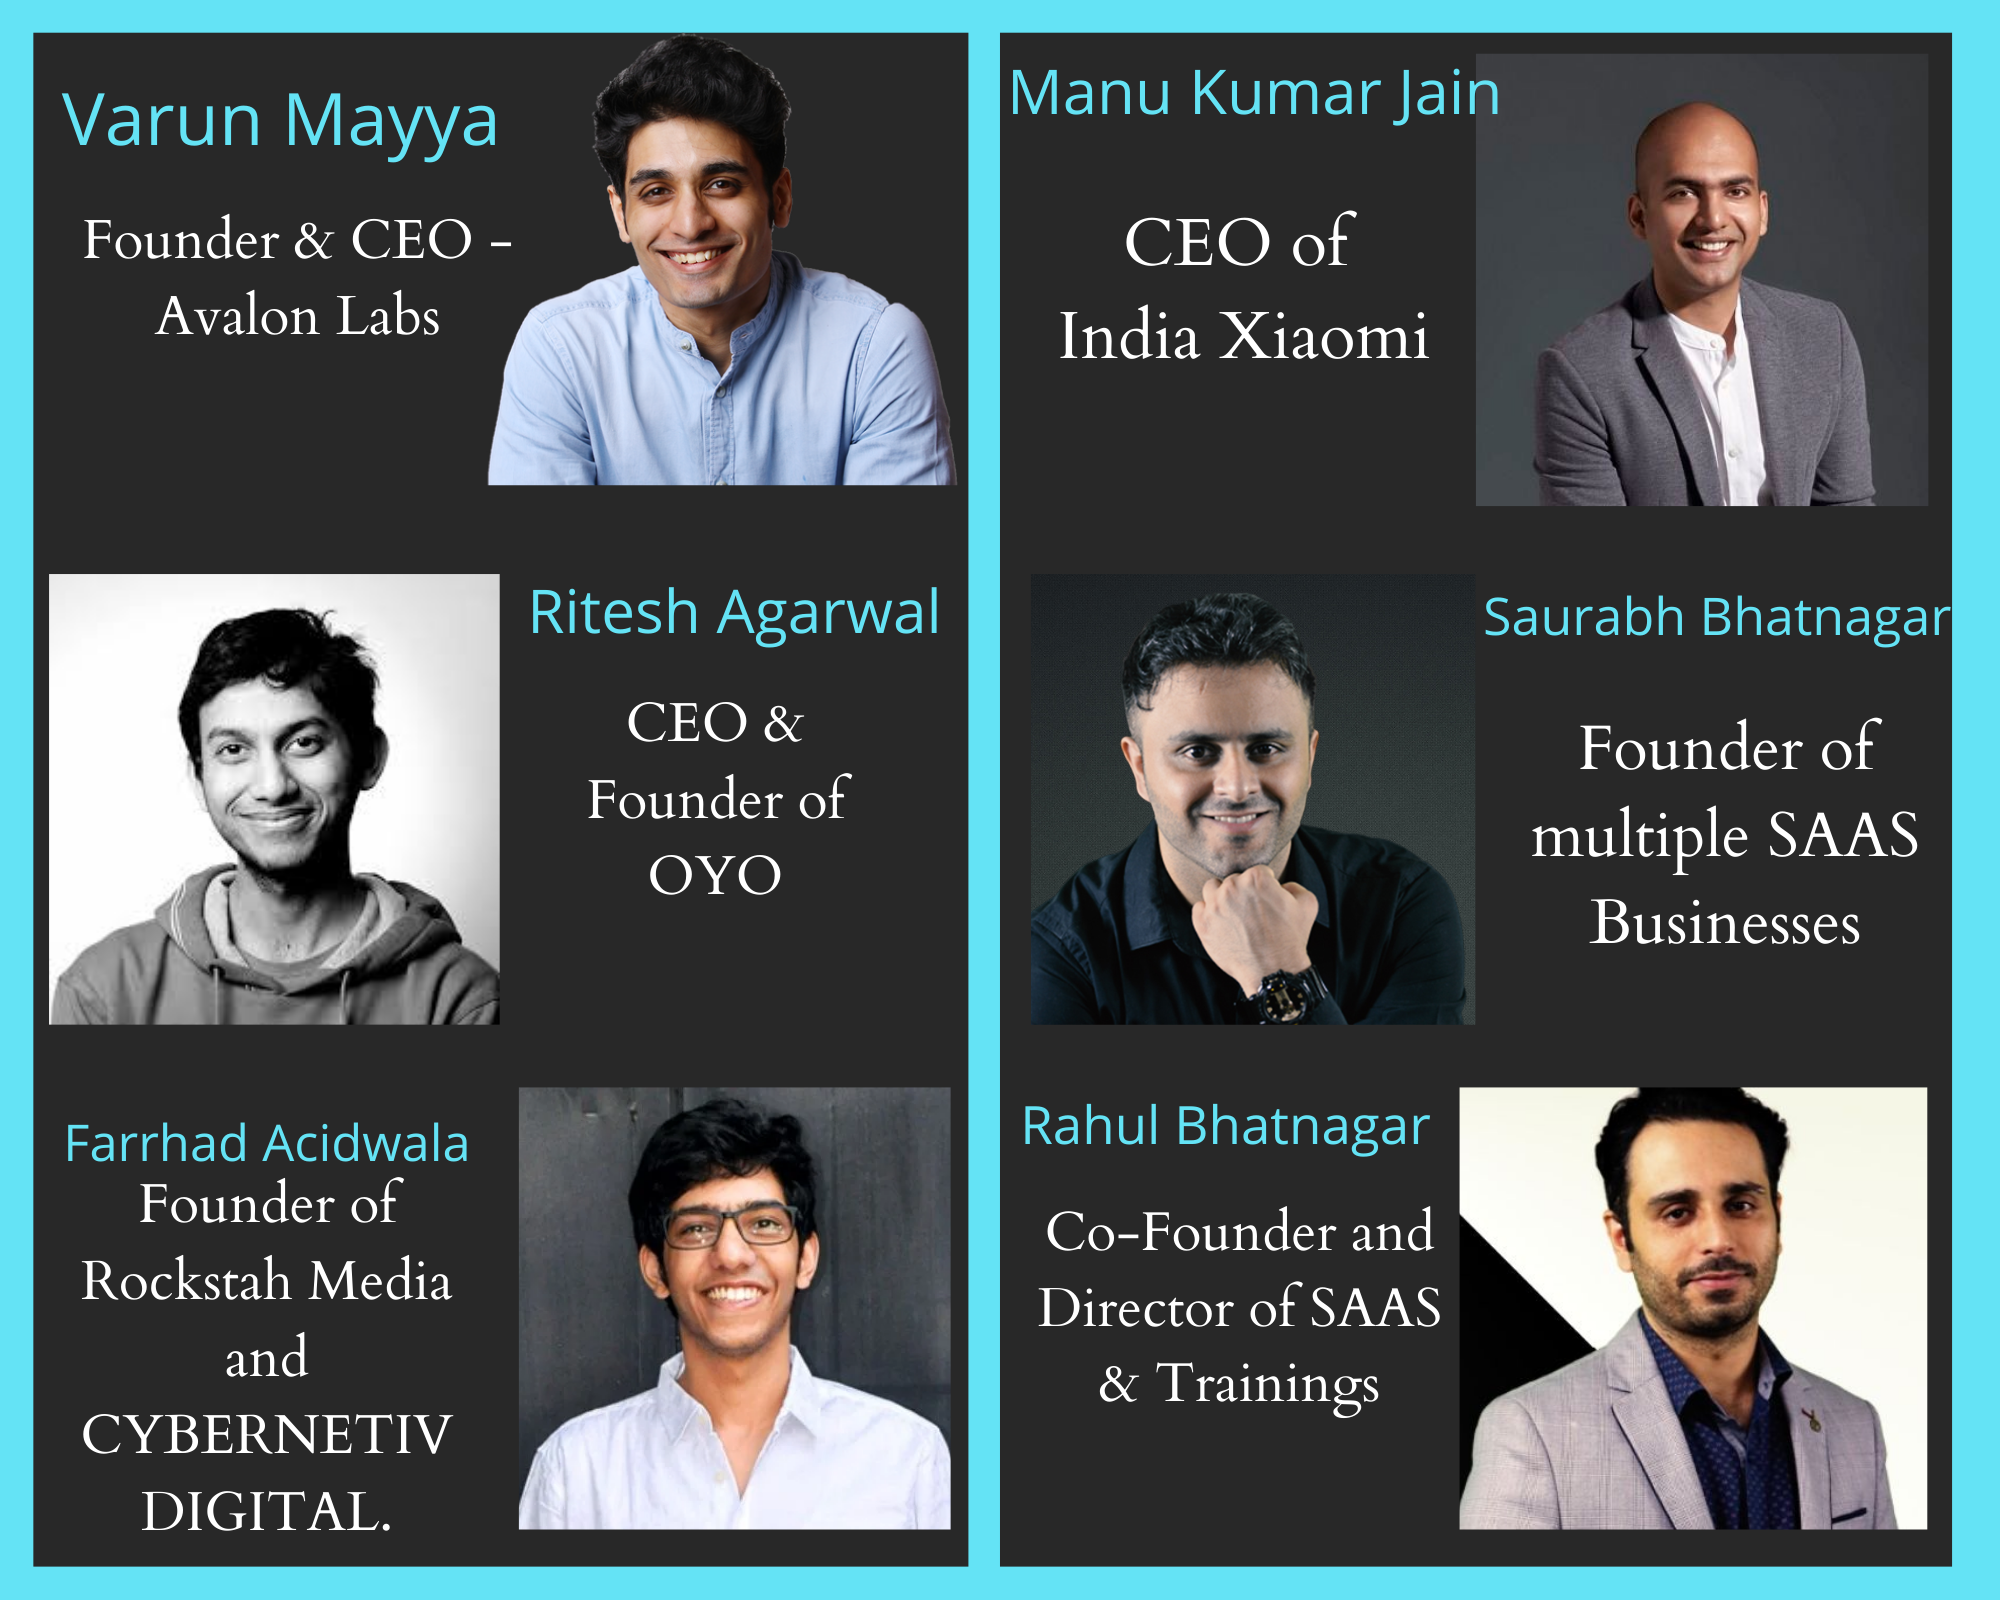 Varun Mayya
Founder & CEO -
Avalon Labs
Ritesh Agarwal
CEO &
Founder of
OYO
Farrhad Acidwala
Founder of
Rockstah Media
and
CYBERNETIV
DIGITAL.
Manu Kumar Jain
CEO of
India Xiaomi
Saurabh Bhatnagar
Founder of
multiple SAAS
Businesses
Rahul Bhatnagar
Co-Founder and
Director of SAAS
& Trainings